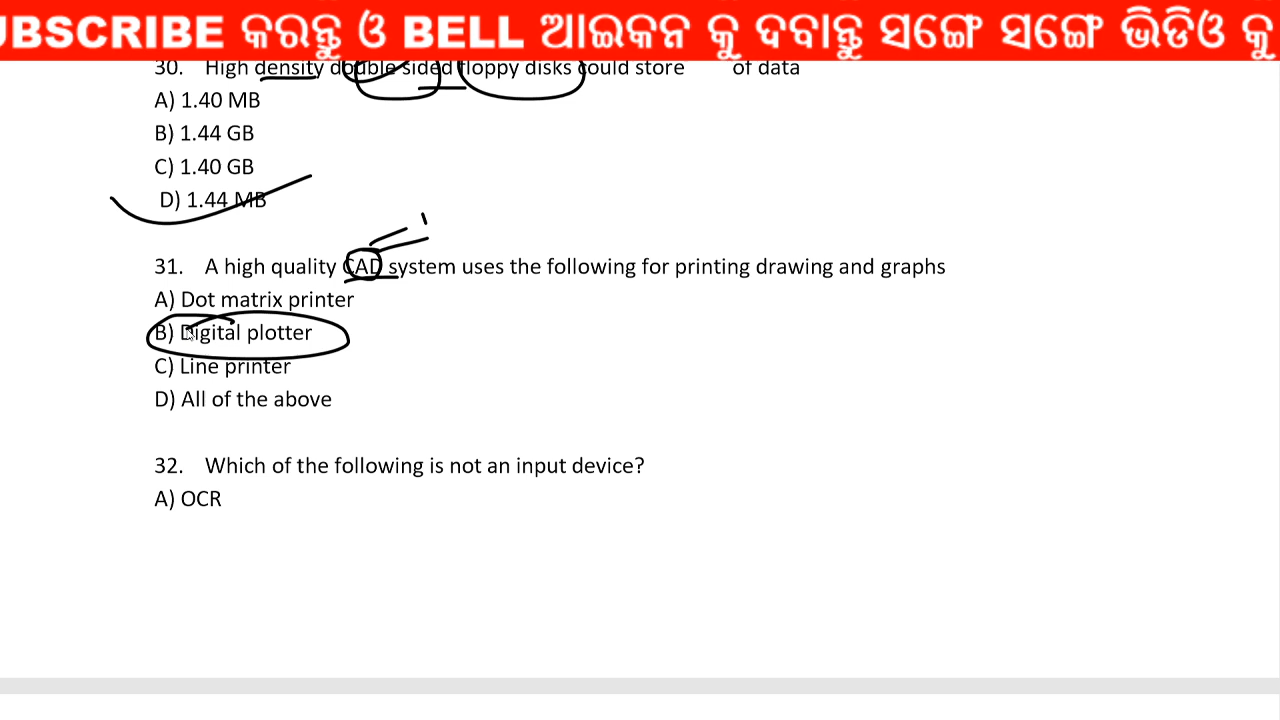 UBSCRIBE କରନ୍ତୁ ଓ BELL ଆଇକନ କୁ ଦବାନ୍ତୁ ସଙ୍ଗେ ସଙ୍ଗେ ଭିଡିଓ କୁ
30. High density double sided floppy disks could store of data
A) 1.40 MB
B) 1.44 GB
C) 1.40 GB
D) 1.44 MB
31. A high quality CAD system uses the following for printing drawing and graphs
A) Dot matrix printer
B) Digital plotter
C) Line printer
D) All of the above
32. Which of the following is not an input device?
A) OCR